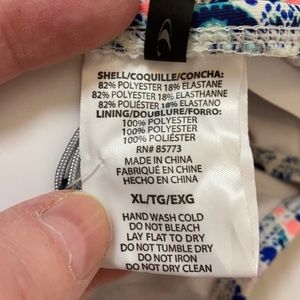 SHELL/COQUILLE/CONCHA:
82% POLYESTER 18% ELASTANE
82% POLYESTER 18% ELASTHANNE
82% POLIÉSTER 18% ELASTANO
LINING/DOUBLURE/FORRO:
100% POLYESTER
100% POLYESTER
100% POLIÉSTER
RN# 85773
MADE IN CHINA
FABRIQUÉ EN CHINE
HECHO EN CHINA
XL/TG/EXG
HAND WASH COLD
DO NOT BLEACH
LAY FLAT TO DRY
DO NOT TUMBLE DRY
DO NOT IRON
DO NOT DRY CLEAN